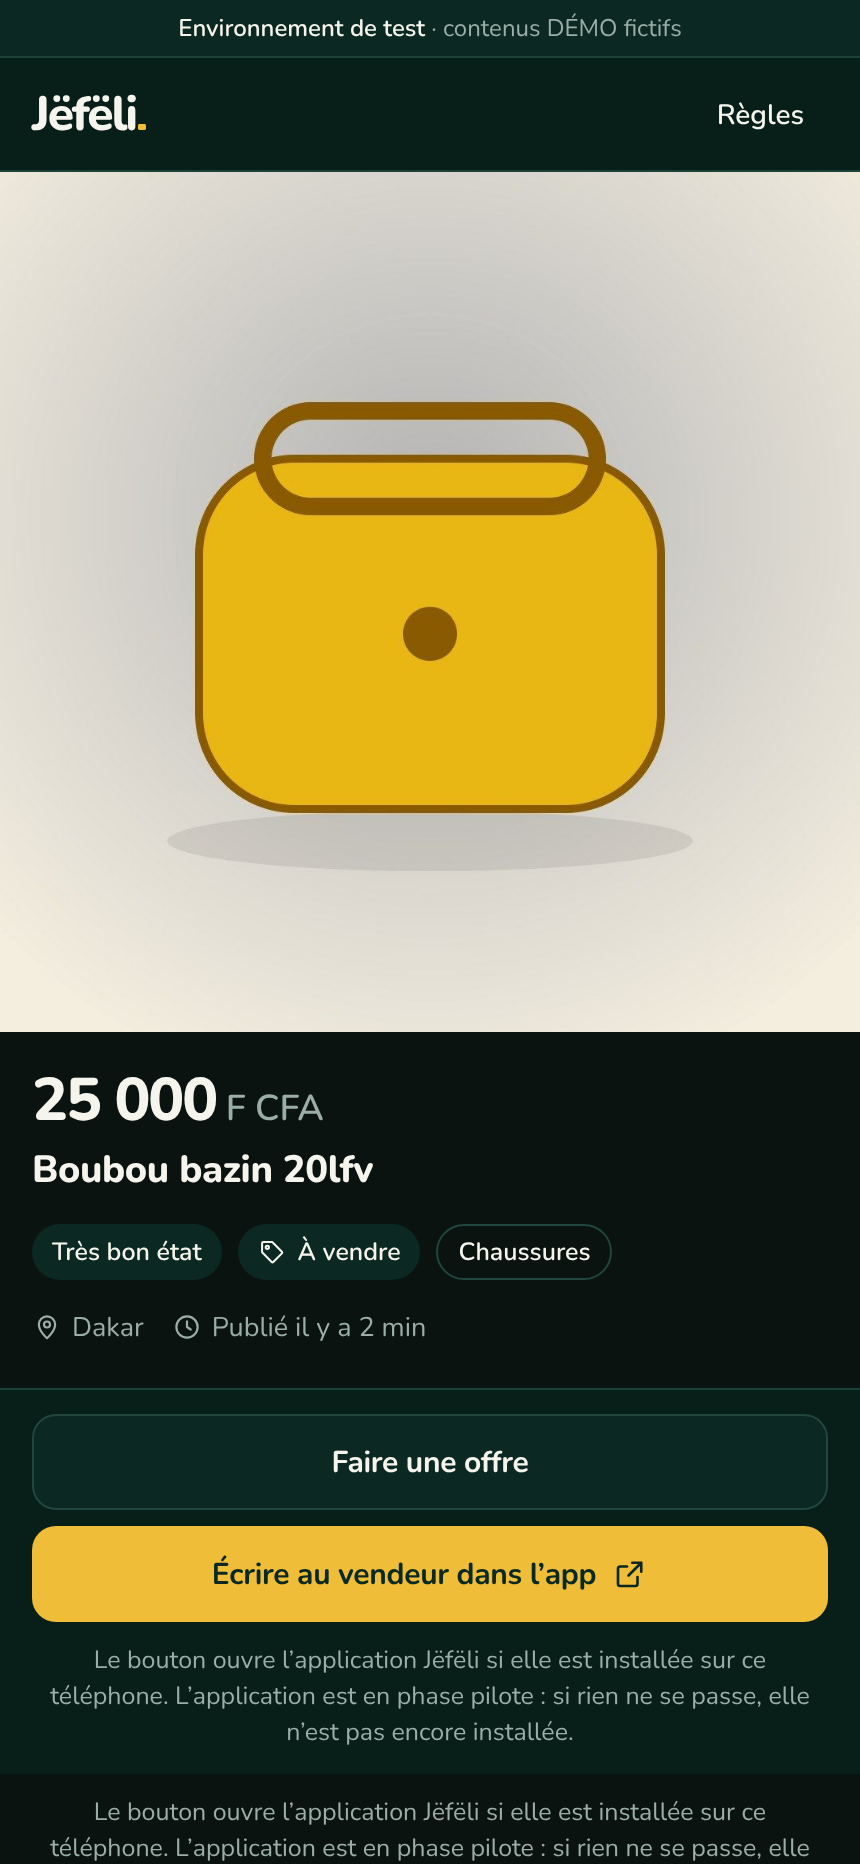 Environnement de test · contenus DÉMO fictifs
Jëfëli.
Règles
25 000 F CFA
Boubou bazin 20lfv
Très bon état
À vendre
Chaussures
Dakar
Publié il y a 2 min
Faire une offre
Écrire au vendeur dans l’app
Le bouton ouvre l’application Jëfëli si elle est installée sur ce
téléphone. L’application est en phase pilote : si rien ne se passe, elle
n’est pas encore installée.
Le bouton ouvre l’application Jëfëli si elle est installée sur ce
téléphone. L’application est en phase pilote : si rien ne se passe, elle